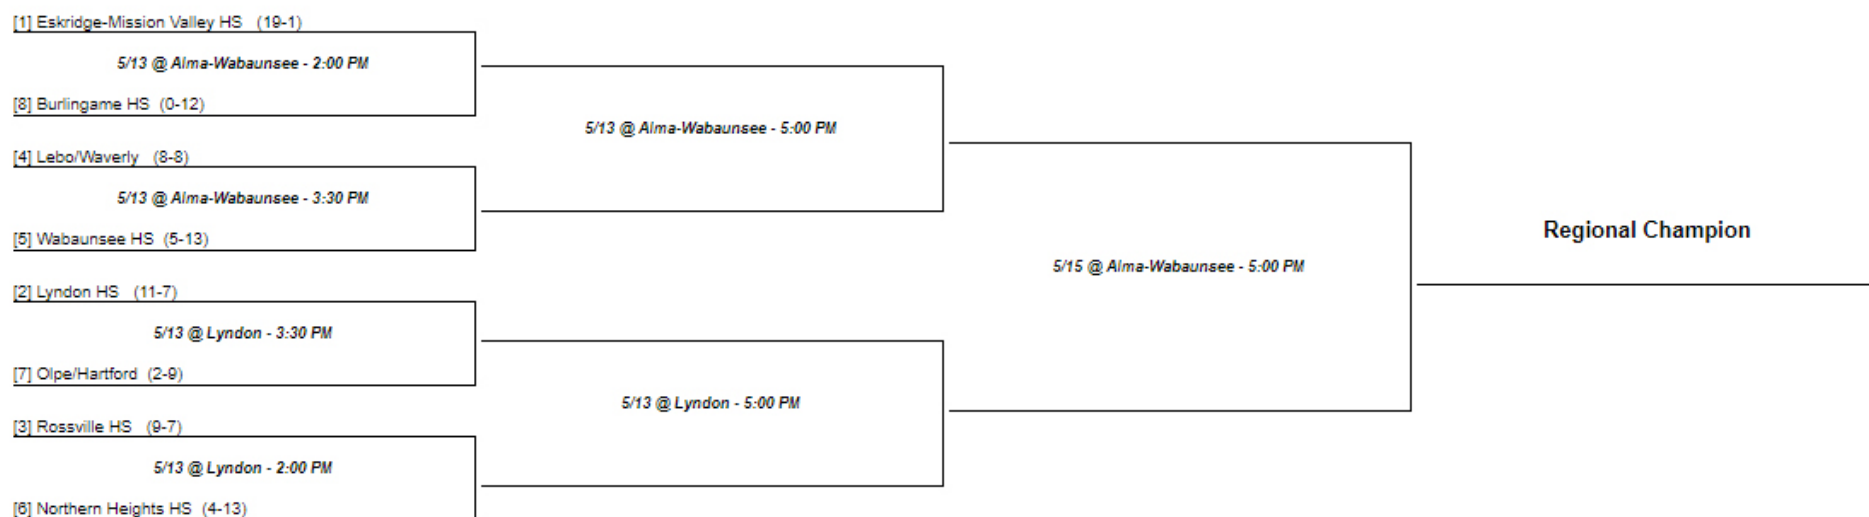 [1] Eskridge-Mission Valley HS (19-1)
5/13 @ Alma-Wabaunsee - 2:00 PM
[8] Burlingame HS (0-12)
5/13 @ Alma-Wabaunsee - 5:00 PM
[4] Lebo/Waverly (8-8)
5/13 @ Alma-Wabaunsee - 3:30 PM
[5] Wabaunsee HS (5-13)
Regional Champion
5/15 @ Alma-Wabaunsee - 5:00 PM
[2] Lyndon HS (11-7)
5/13 @ Lyndon - 3:30 PM
[7] Olpe/Hartford (2-9)
5/13 @ Lyndon - 5:00 PM
[3] Rossville HS (9-7)
5/13 @ Lyndon - 2:00 PM
[6] Northern Heights HS (4-13)